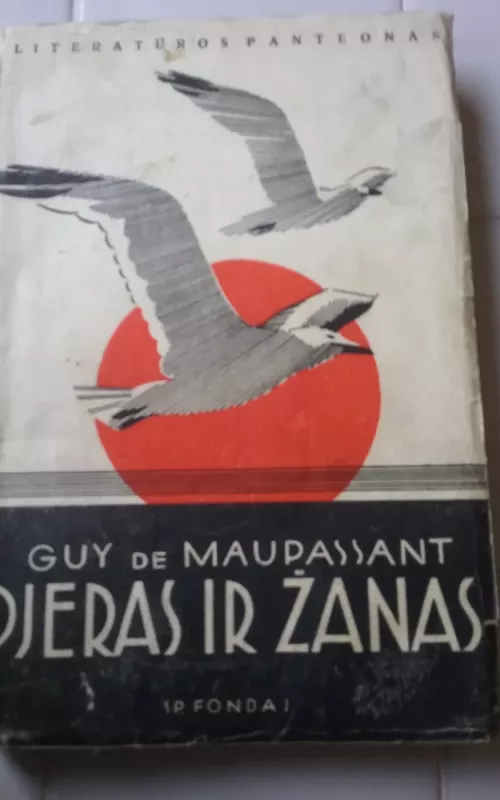 LITERATŪROS PANTEONAS
GUY DE MAUPASSANT
PJERAS IR ŽANAS
SP. FONDAS